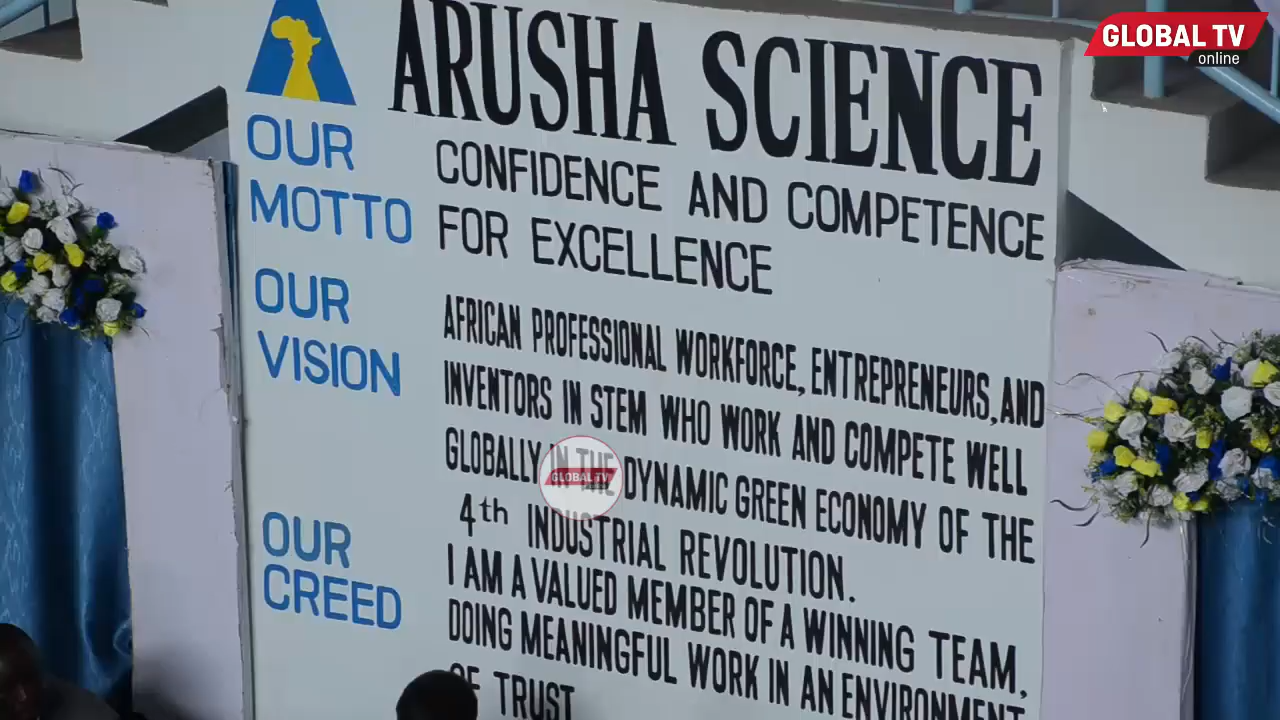 GLOBAL TV
online
ARUSHA SCIENCE
OUR MOTTO
CONFIDENCE AND COMPETENCE
FOR EXCELLENCE
OUR VISION
AFRICAN PROFESSIONAL WORKFORCE, ENTREPRENEURS, AND
INVENTORS IN STEM WHO WORK AND COMPETE WELL
GLOBALLY IN THE DYNAMIC GREEN ECONOMY OF THE
4th INDUSTRIAL REVOLUTION.
GLOBAL TV
OUR CREED
I AM A VALUED MEMBER OF A WINNING TEAM,
DOING MEANINGFUL WORK IN AN ENVIRONMENT
OF TRUST